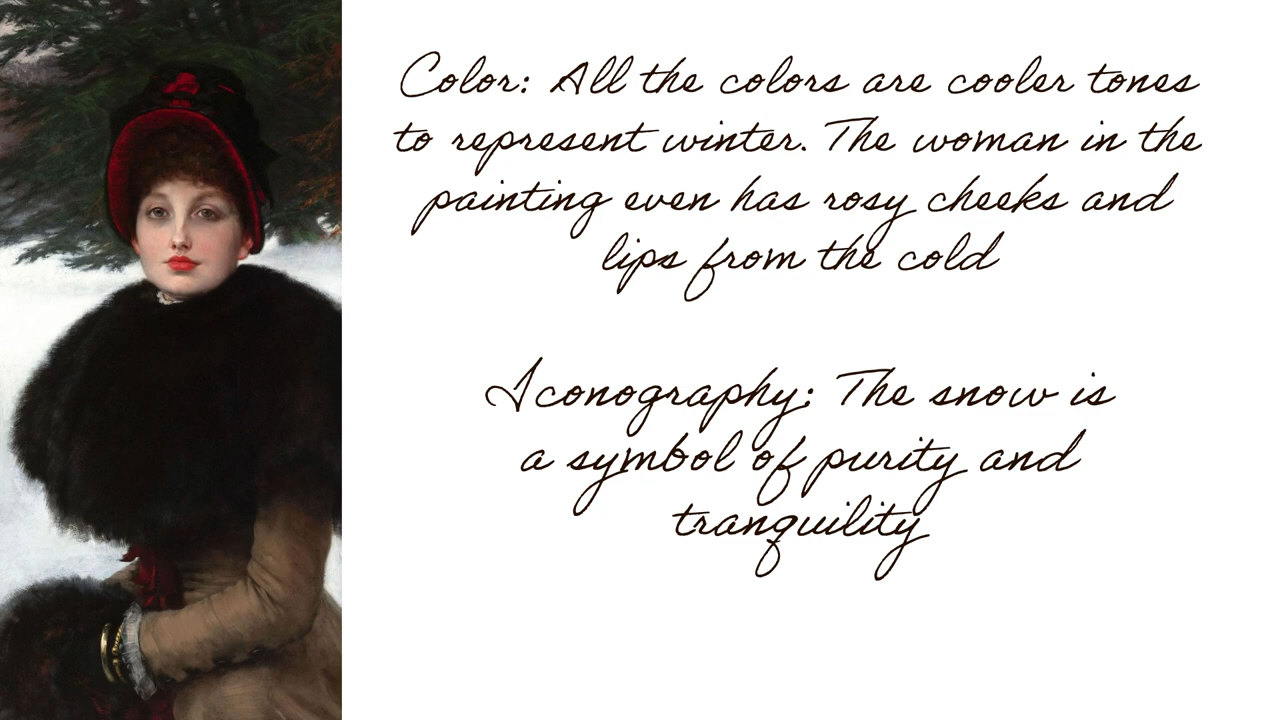 Color: All the colors are cooler tones
to represent winter. The woman in the
painting even has rosy cheeks and
lips from the cold
Iconography: The snow is
a symbol of purity and
tranquility